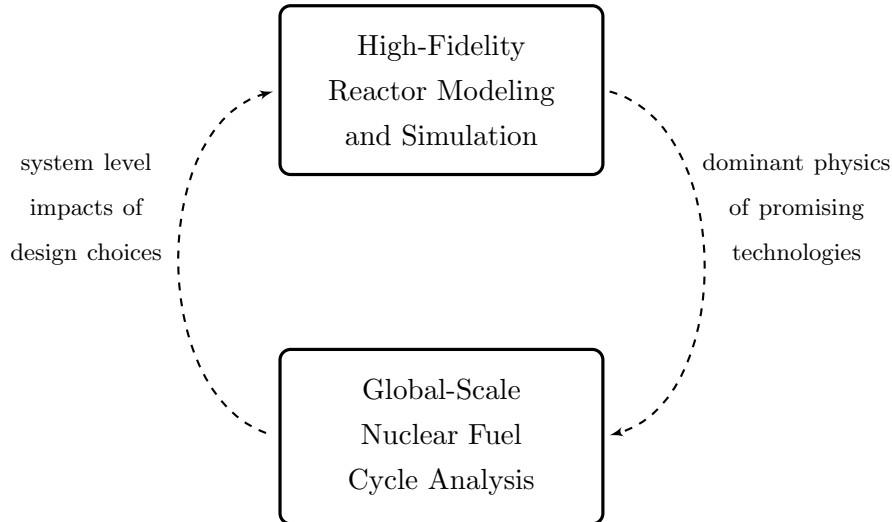 High-Fidelity
Reactor Modeling
and Simulation
system level
impacts of
design choices
dominant physics
of promising
technologies
Global-Scale
Nuclear Fuel
Cycle Analysis